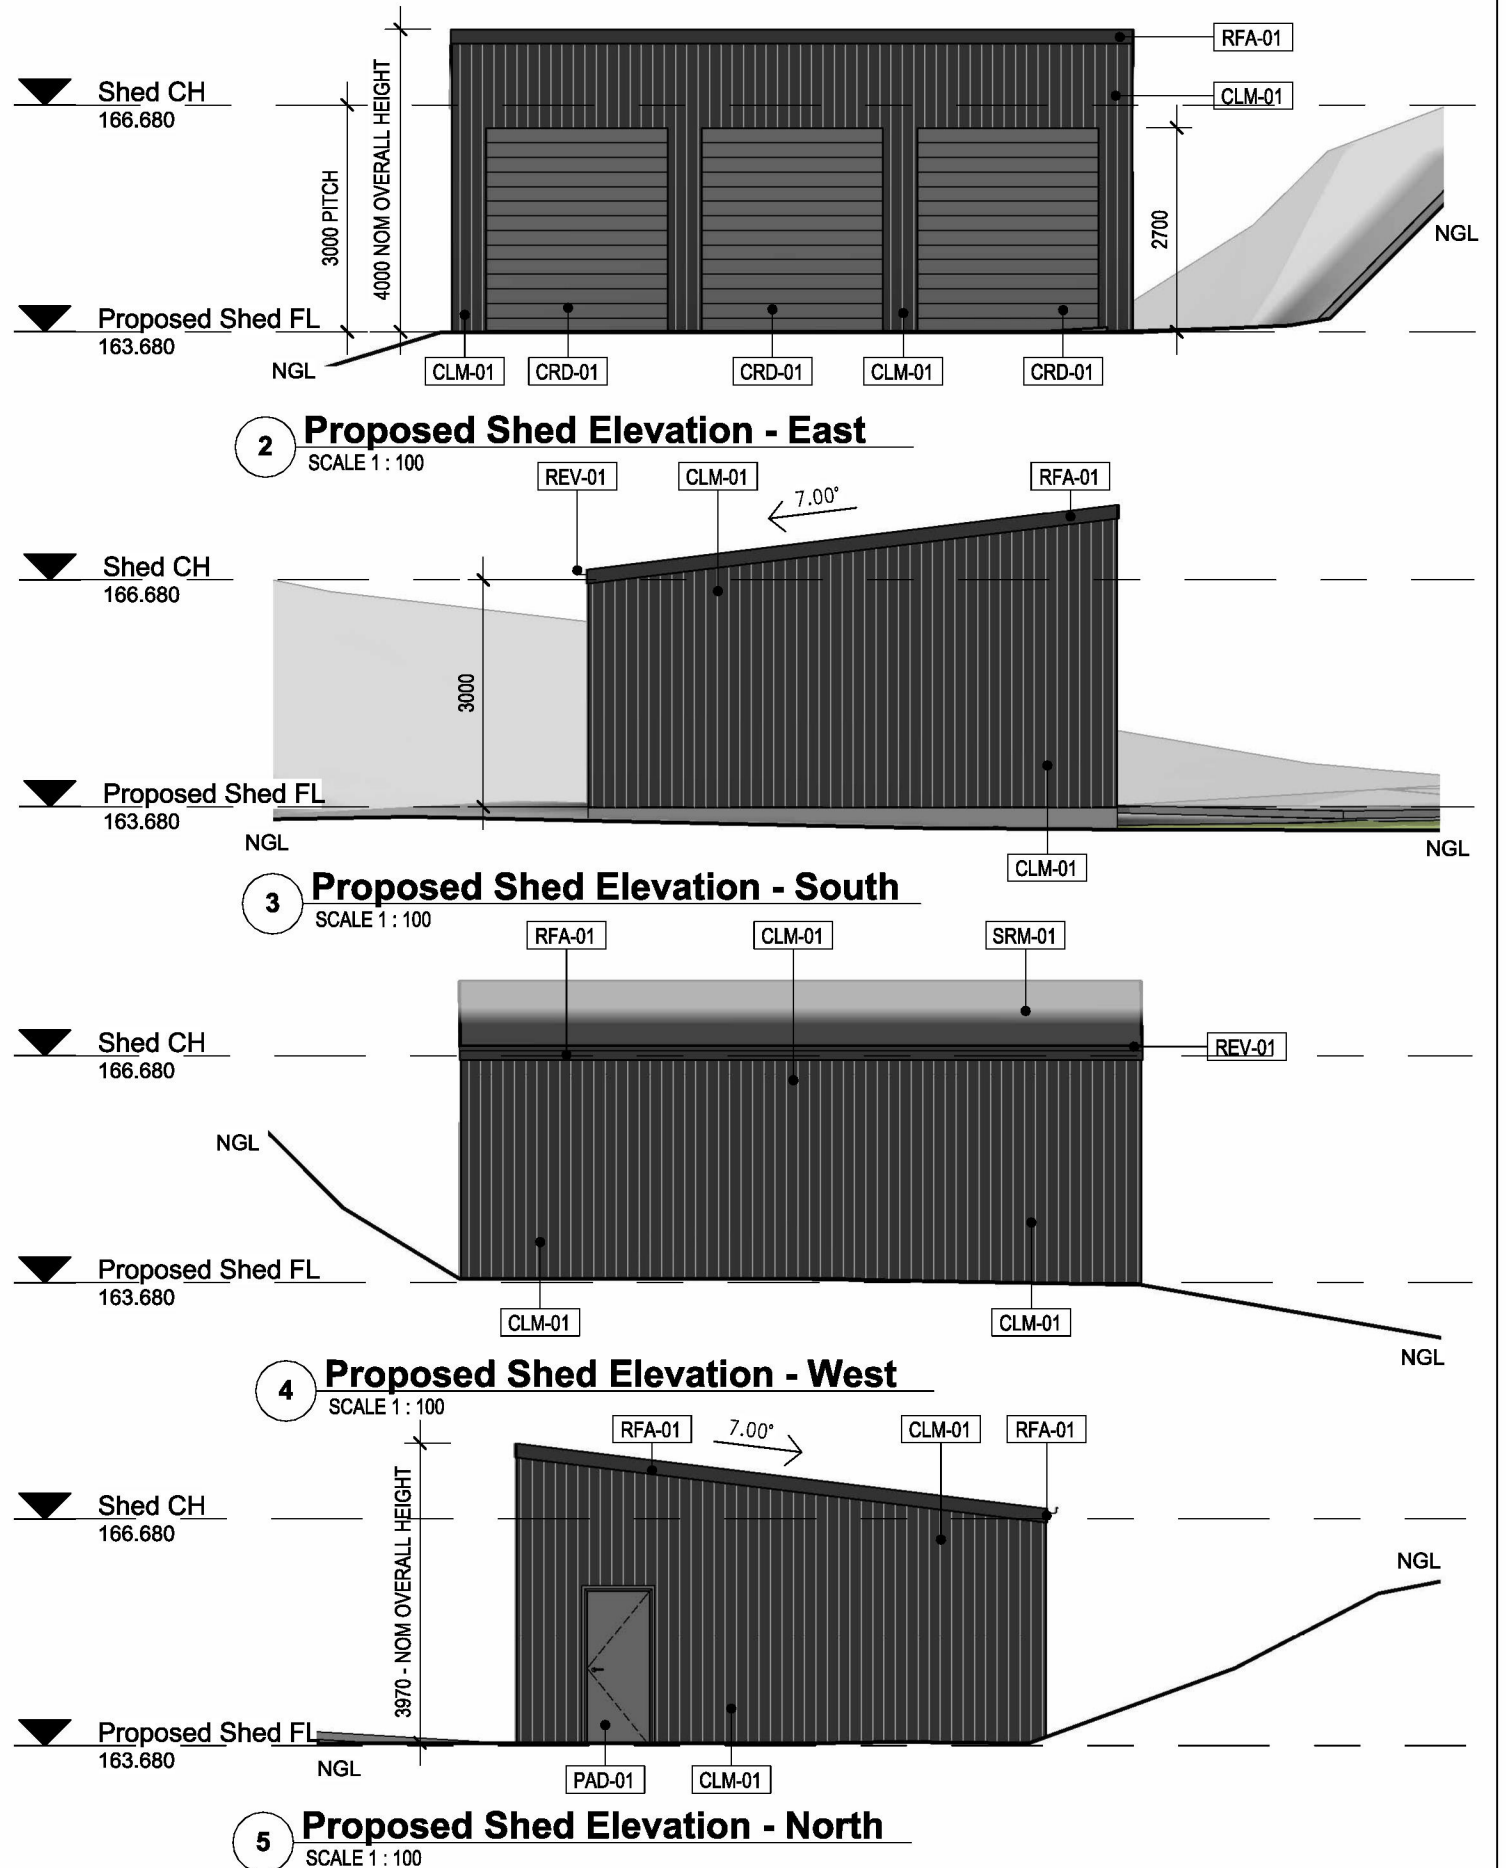 RFA-01
Shed CH
166.680
CLM-01
4000 NOM OVERALL HEIGHT
3000 PITCH
2700
NGL
Proposed Shed FL
163.680
NGL
CLM-01
CRD-01
CRD-01
CLM-01
CRD-01
2
Proposed Shed Elevation - East
SCALE 1 : 100
REV-01
CLM-01
7.00°
RFA-01
Shed CH
166.680
3000
Proposed Shed FL
163.680
NGL
NGL
CLM-01
3
Proposed Shed Elevation - South
SCALE 1 : 100
RFA-01
CLM-01
SRM-01
Shed CH
166.680
REV-01
NGL
Proposed Shed FL
163.680
CLM-01
CLM-01
NGL
4
Proposed Shed Elevation - West
SCALE 1 : 100
RFA-01
7.00°
CLM-01
RFA-01
Shed CH
166.680
3970 - NOM OVERALL HEIGHT
NGL
Proposed Shed FL
163.680
NGL
PAD-01
CLM-01
5
Proposed Shed Elevation - North
SCALE 1 : 100